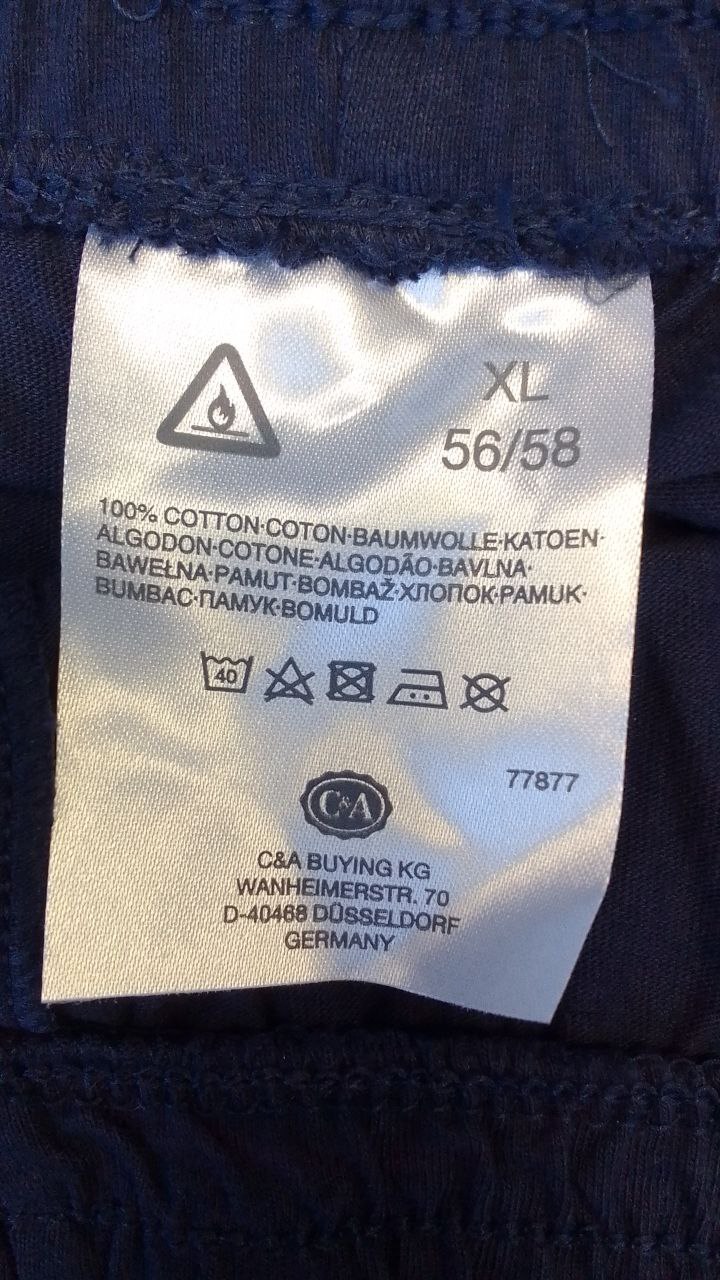 XL
56/58
100% COTTON·COTON·BAUMWOLLE·KATOEN·
ALGODON·COTONE·ALGODÃO·BAVLNA·
BAWEŁNA·PAMUT·BOMBAŽ·ХЛОПОК·PAMUK·
BUMBAC·ПАМУК·BOMULD
40
77877
C&A
C&A BUYING KG
WANHEIMERSTR. 70
D-40468 DÜSSELDORF
GERMANY